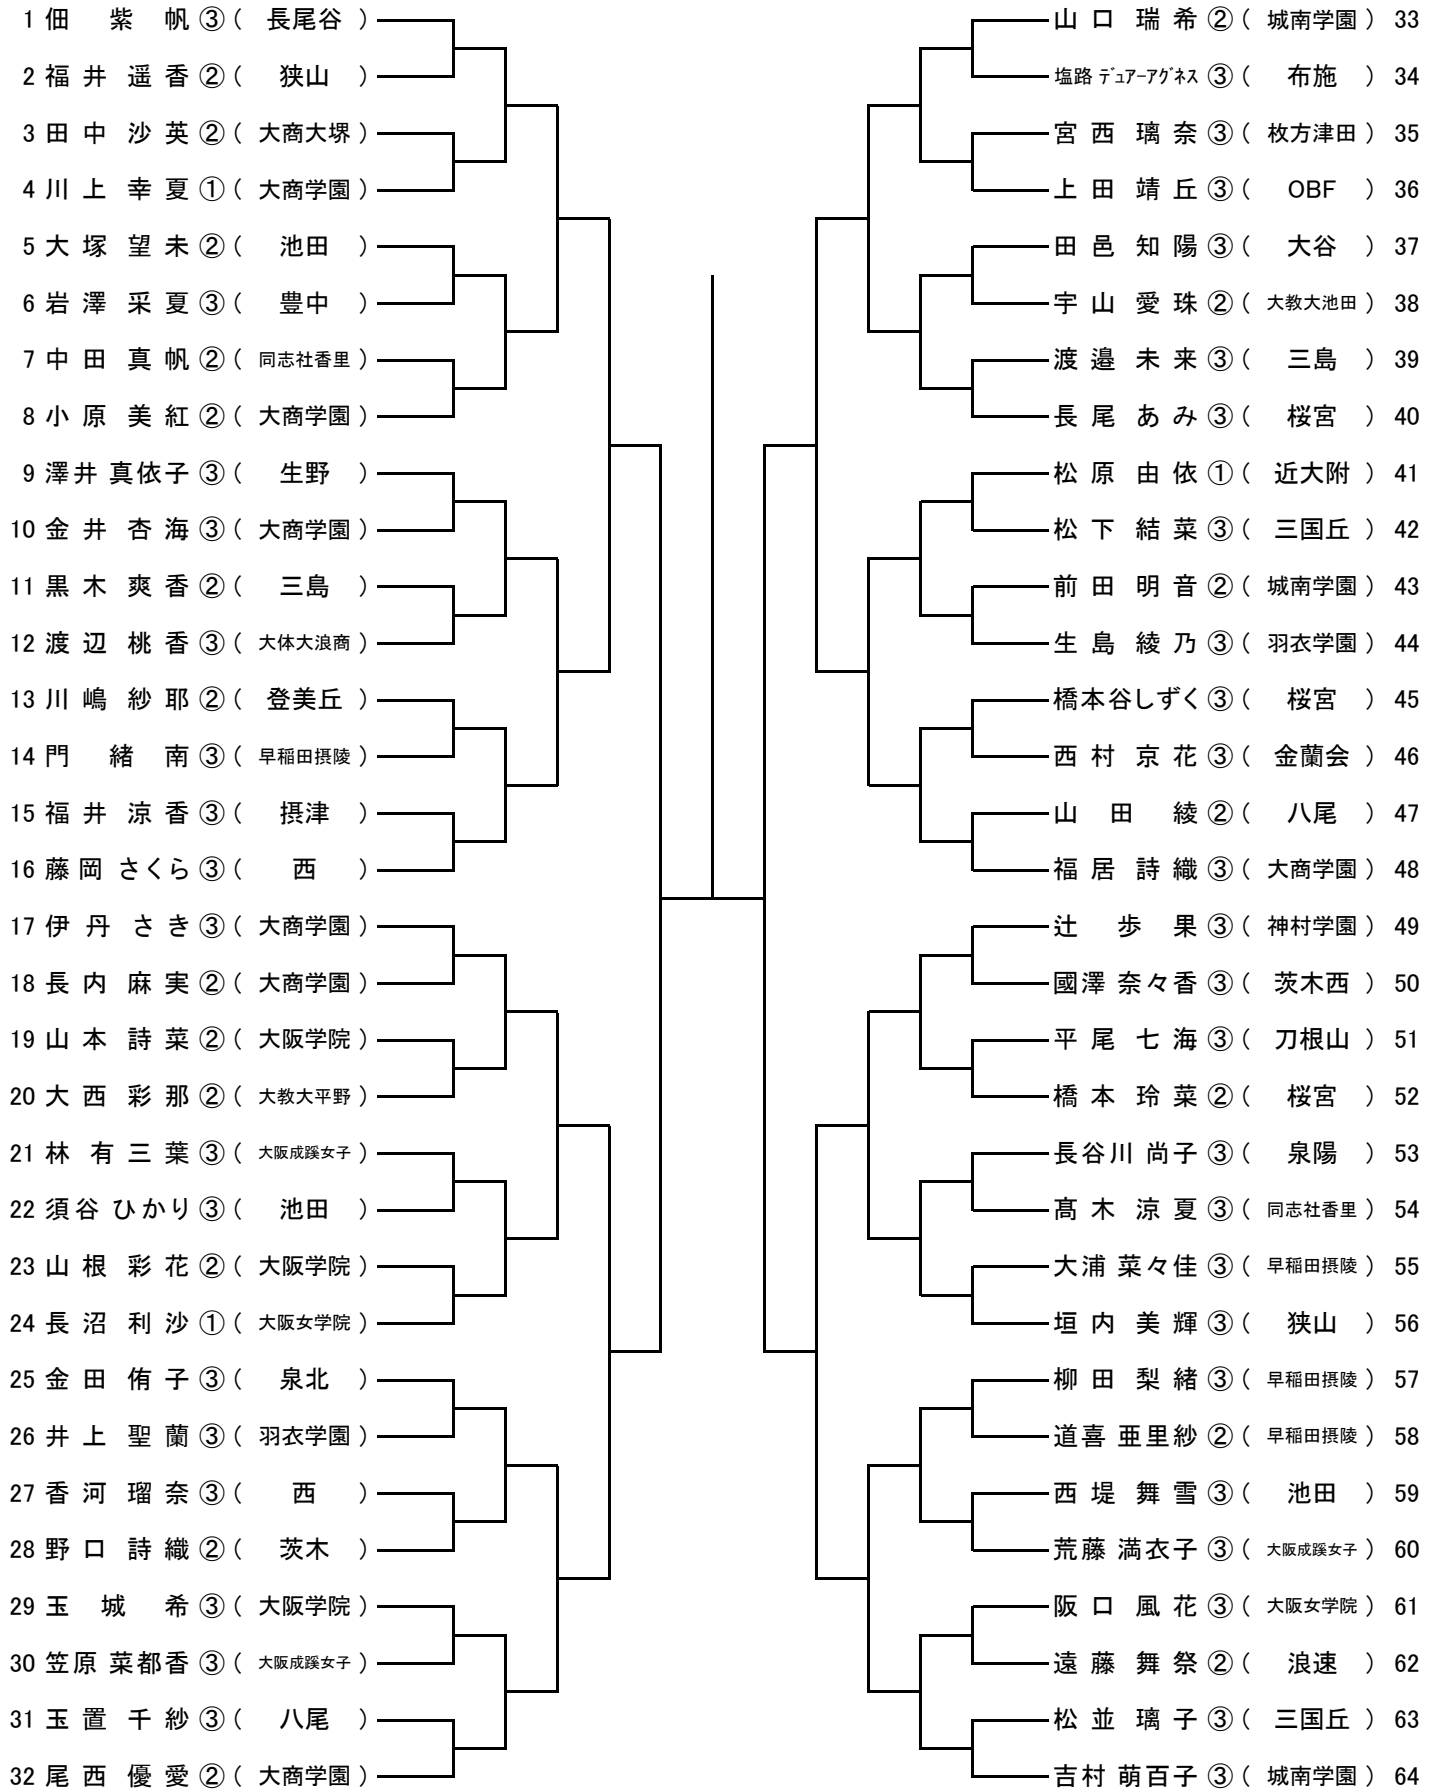 1 佃 紫 帆 ③ ( 長尾谷 )
2 福 井 遥 香 ② ( 狭山 )
3 田 中 沙 英 ② ( 大商大堺 )
4 川 上 幸 夏 ① ( 大商学園 )
5 大 塚 望 未 ② ( 池田 )
6 岩 澤 采 夏 ③ ( 豊中 )
7 中 田 真 帆 ② ( 同志社香里 )
8 小 原 美 紅 ② ( 大商学園 )
9 澤井 真依子 ③ ( 生野 )
10 金 井 杏 海 ③ ( 大商学園 )
11 黒 木 爽 香 ② ( 三島 )
12 渡 辺 桃 香 ③ ( 大体大浪商 )
13 川 嶋 紗 耶 ② ( 登美丘 )
14 門 緒 南 ③ ( 早稲田摂陵 )
15 福 井 涼 香 ③ ( 摂津 )
16 藤 岡 さくら ③ ( 西 )
17 伊 丹 さ き ③ ( 大商学園 )
18 長 内 麻 実 ② ( 大商学園 )
19 山 本 詩 菜 ② ( 大阪学院 )
20 大 西 彩 那 ② ( 大教大平野 )
21 林 有 三 葉 ③ ( 大阪成蹊女子 )
22 須 谷 ひかり ③ ( 池田 )
23 山 根 彩 花 ② ( 大阪学院 )
24 長 沼 利 沙 ① ( 大阪女学院 )
25 金 田 侑 子 ③ ( 泉北 )
26 井 上 聖 蘭 ③ ( 羽衣学園 )
27 香 河 瑠 奈 ③ ( 西 )
28 野 口 詩 織 ② ( 茨木 )
29 玉 城 希 ③ ( 大阪学院 )
30 笠原 菜都香 ③ ( 大阪成蹊女子 )
31 玉 置 千 紗 ③ ( 八尾 )
32 尾 西 優 愛 ② ( 大商学園 )
山 口 瑞 希 ② ( 城南学園 ) 33
塩路 デュアーアグネス ③ ( 布施 ) 34
宮 西 璃 奈 ③ ( 枚方津田 ) 35
上 田 靖 丘 ③ ( OBF ) 36
田 邑 知 陽 ③ ( 大谷 ) 37
宇 山 愛 珠 ② ( 大教大池田 ) 38
渡 邉 未 来 ③ ( 三島 ) 39
長 尾 あ み ③ ( 桜宮 ) 40
松 原 由 依 ① ( 近大附 ) 41
松 下 結 菜 ③ ( 三国丘 ) 42
前 田 明 音 ② ( 城南学園 ) 43
生 島 綾 乃 ③ ( 羽衣学園 ) 44
橋本谷しずく ③ ( 桜宮 ) 45
西 村 京 花 ③ ( 金蘭会 ) 46
山 田 綾 ② ( 八尾 ) 47
福 居 詩 織 ③ ( 大商学園 ) 48
辻 歩 果 ③ ( 神村学園 ) 49
國澤 奈々香 ③ ( 茨木西 ) 50
平 尾 七 海 ③ ( 刀根山 ) 51
橋 本 玲 菜 ② ( 桜宮 ) 52
長谷川 尚子 ③ ( 泉陽 ) 53
髙 木 涼 夏 ③ ( 同志社香里 ) 54
大浦 菜々佳 ③ ( 早稲田摂陵 ) 55
垣 内 美 輝 ③ ( 狭山 ) 56
柳 田 梨 緒 ③ ( 早稲田摂陵 ) 57
道喜 亜里紗 ② ( 早稲田摂陵 ) 58
西 堤 舞 雪 ③ ( 池田 ) 59
荒藤 満衣子 ③ ( 大阪成蹊女子 ) 60
阪 口 風 花 ③ ( 大阪女学院 ) 61
遠 藤 舞 祭 ② ( 浪速 ) 62
松 並 璃 子 ③ ( 三国丘 ) 63
吉村 萌百子 ③ ( 城南学園 ) 64